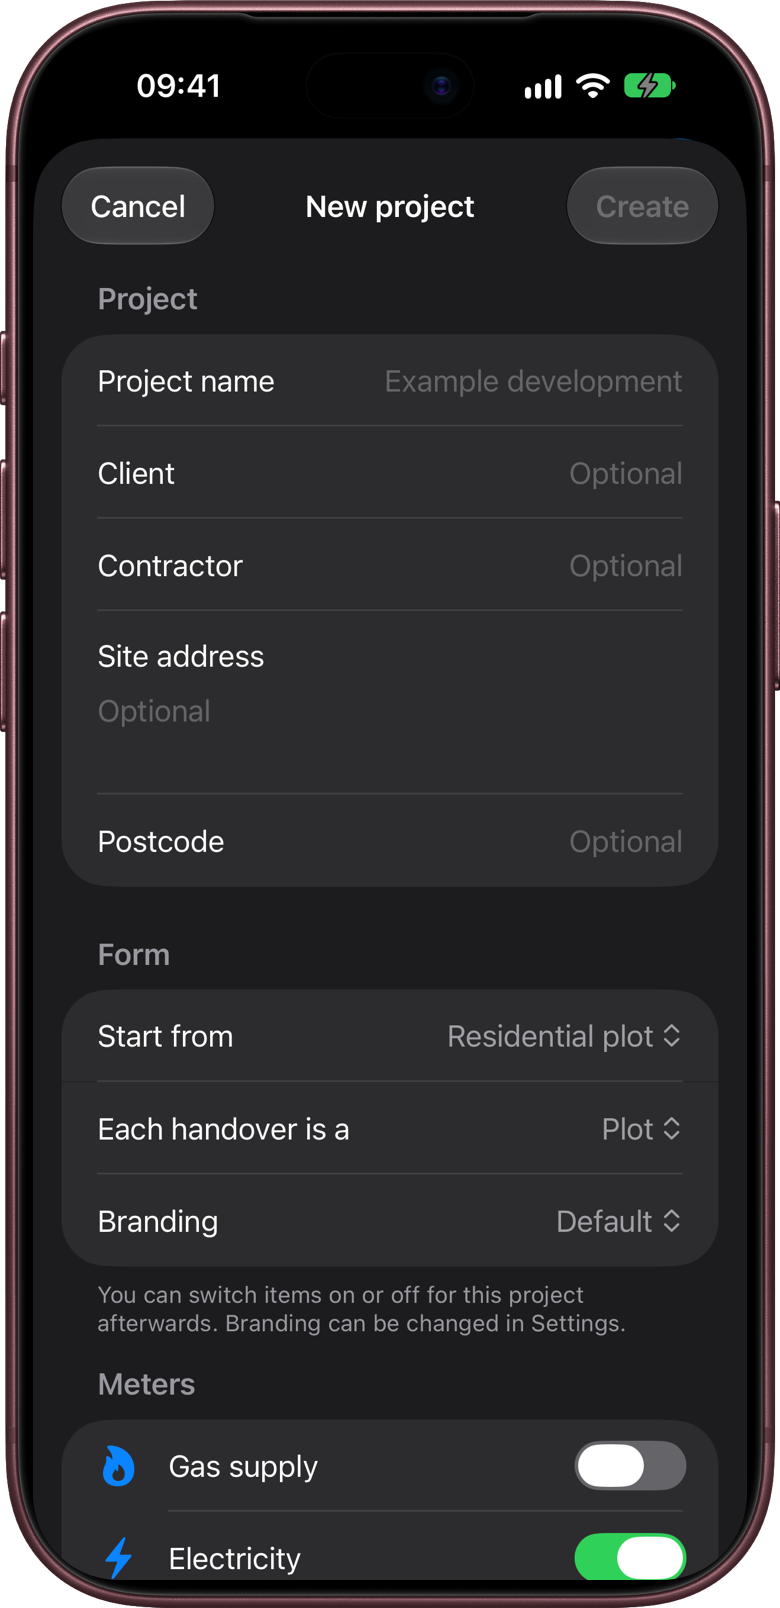 09:41
Cancel
New project
Create
Project
Project name
Example development
Client
Optional
Contractor
Optional
Site address
Optional
Postcode
Optional
Form
Start from
Residential plot
Each handover is a
Plot
Branding
Default
You can switch items on or off for this project
afterwards. Branding can be changed in Settings.
Meters
Gas supply
Electricity